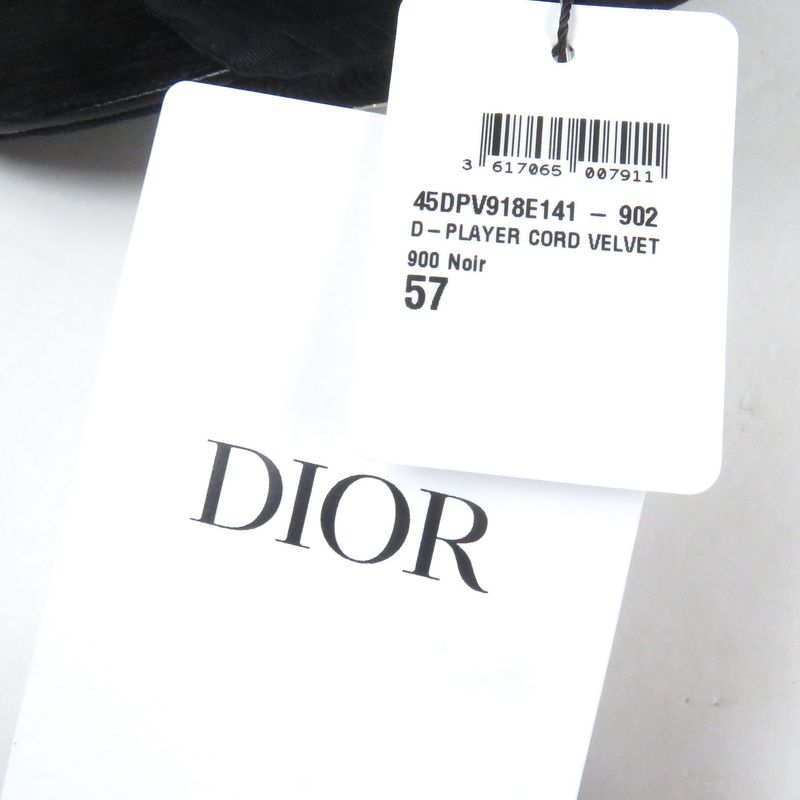 3 617065 007911
45DPV918E141 - 902
D-PLAYER CORD VELVET
900 Noir
57
DIOR